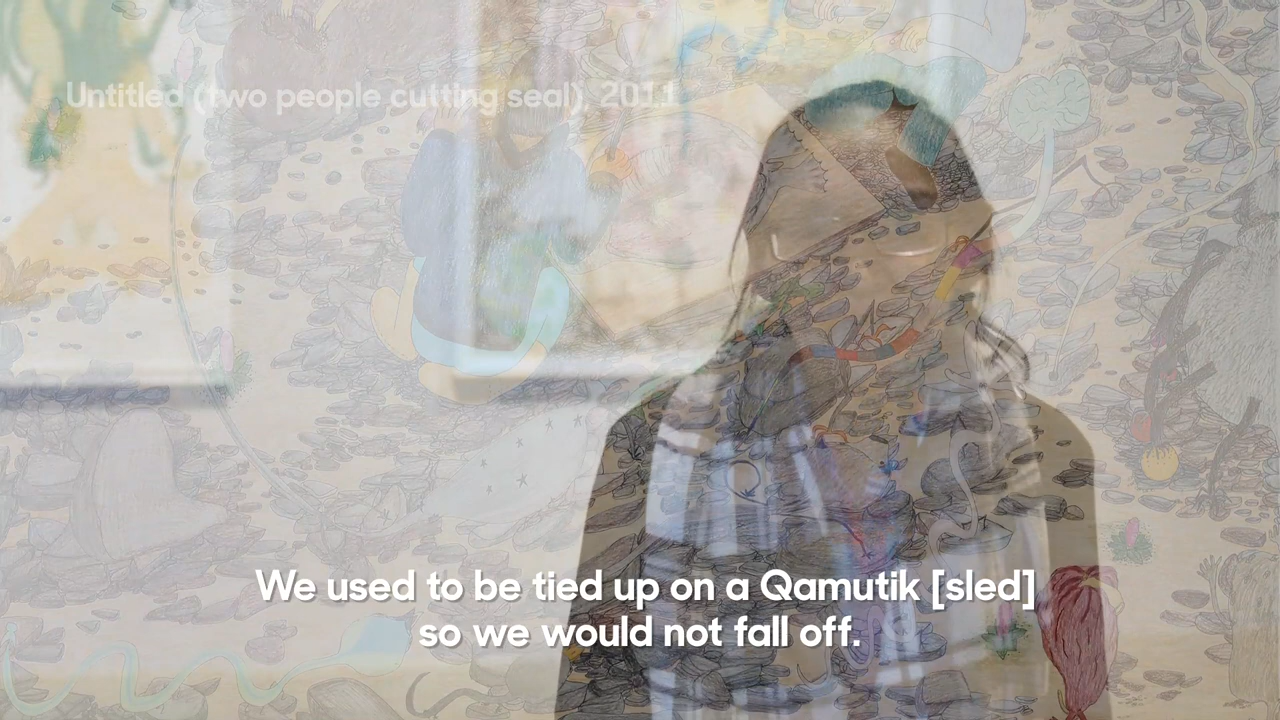 Untitled (two people cutting seal), 2011
We used to be tied up on a Qamutik [sled]
so we would not fall off.